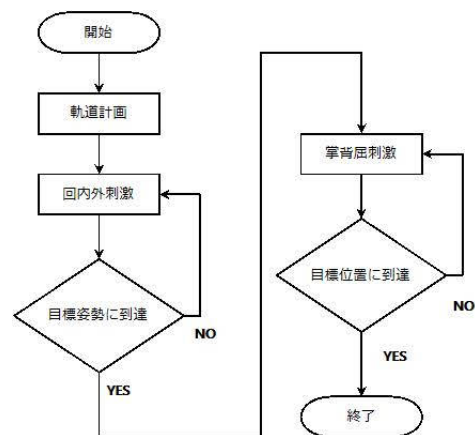 開始
軌道計画
回内外刺激
目標姿勢に到達
NO
YES
掌背屈刺激
目標位置に到達
NO
YES
終了